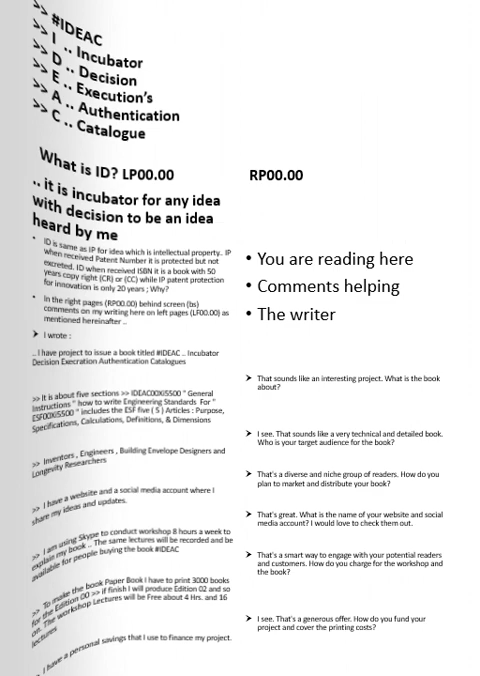 >> #IDEAC
>> I .. Incubator
>> D .. Decision
>> E .. Execution's
>> A .. Authentication
>> C .. Catalogue
What is ID? LP00.00
.. it is incubator for any idea
with decision to be an idea
heard by me
• ID is same as IP for idea which is intellectual property.. IP
when received Patent Number it is protected but not
excreted. ID when received ISBN it is a book with 50
years copy right (CR) or (CC) while IP patent protection
for innovation is only 20 years ; Why?
• In the right pages (RP00.00) behind screen (bs)
comments on my writing here on left pages (LF00.00) as
mentioned hereinafter ..
➤ I wrote :
..I have project to issue a book titled #IDEAC .. Incubator
Decision Execration Authentication Catalogues
>> It is about five sections >> IDEAC00Xi5500 " General
Instructions " how to write Engineering Standards For "
ESF00Xi5500 " includes the ESF five ( 5 ) Articles : Purpose,
Specifications, Calculations, Definitions, & Dimensions
>> Inventors , Engineers , Building Envelope Designers and
Longevity Researchers
>> I have a website and a social media account where I
share my ideas and updates.
>> I am using Skype to conduct workshop 8 hours a week to
explain my book .. The same lectures will be recorded and be
available for people buying the book #IDEAC
>> To make the book Paper Book I have to print 3000 books
for the Edition 00 >> if finish I will produce Edition 02 and so
on. The workshop Lectures will be Free about 4 Hrs. and 16
lectures
.. I have a personal savings that I use to finance my project.
RP00.00
• You are reading here
• Comments helping
• The writer
➤ That sounds like an interesting project. What is the book
about?
➤ I see. That sounds like a very technical and detailed book.
Who is your target audience for the book?
➤ That's a diverse and niche group of readers. How do you
plan to market and distribute your book?
➤ That's great. What is the name of your website and social
media account? I would love to check them out.
➤ That's a smart way to engage with your potential readers
and customers. How do you charge for the workshop and
the book?
➤ I see. That's a generous offer. How do you fund your
project and cover the printing costs?